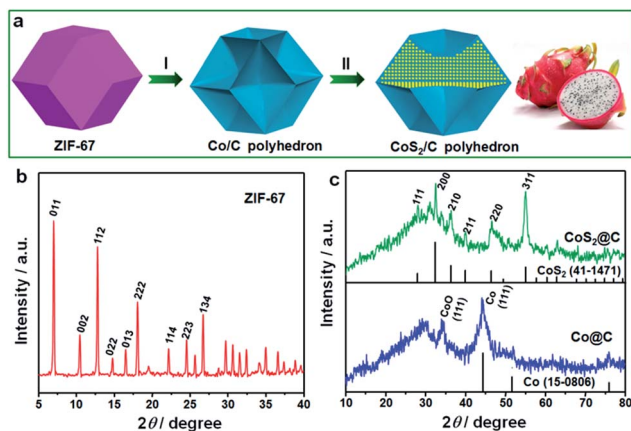 a
I
II
ZIF-67
Co/C polyhedron
CoS₂/C polyhedron
b
ZIF-67
011
002
112
022
013
222
114
223
134
Intensity / a.u.
5 10 15 20 25 30 35 40
2θ/ degree
c
111
200
210
211
220
311
CoS₂@C
CoS₂ (41-1471)
CoO (111)
Co (111)
Co@C
Co (15-0806)
Intensity / a.u.
10 20 30 40 50 60 70 80
2θ/ degree